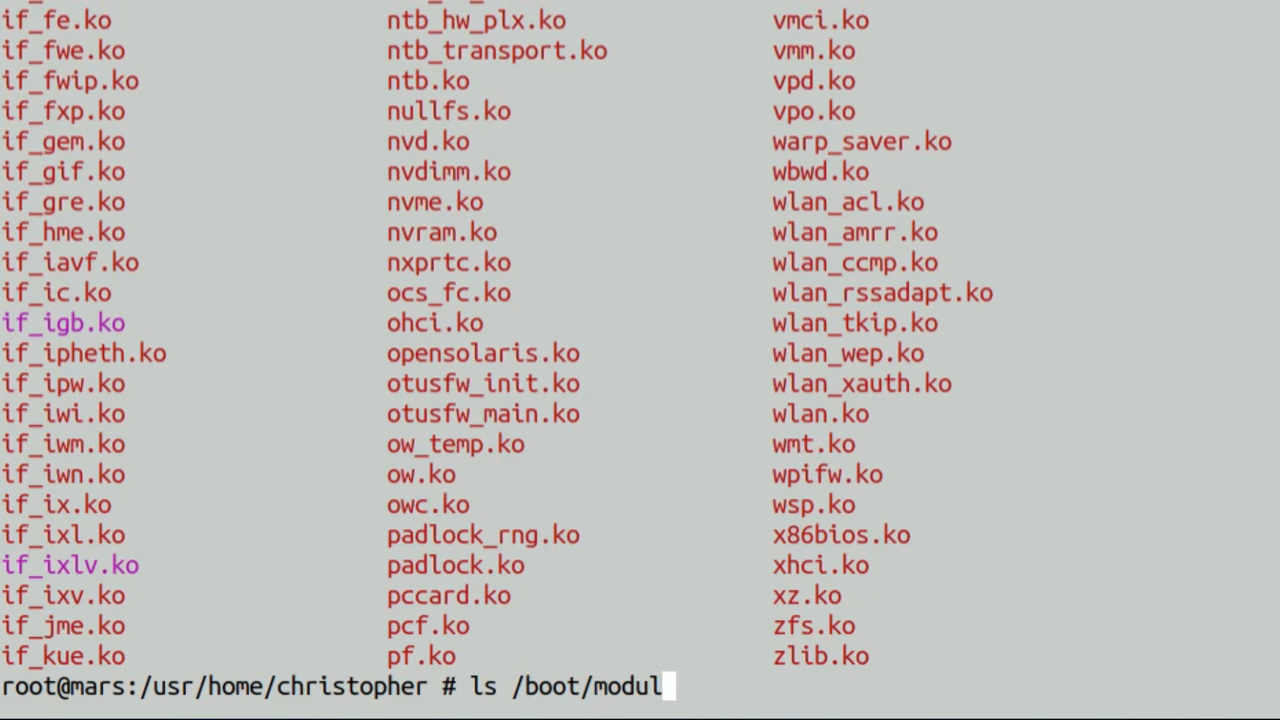 if_fe.ko ntb_hw_plx.ko vmci.ko
if_fwe.ko ntb_transport.ko vmm.ko
if_fwip.ko ntb.ko vpd.ko
if_fxp.ko nullfs.ko vpo.ko
if_gem.ko nvd.ko warp_saver.ko
if_gif.ko nvdimm.ko wbwd.ko
if_gre.ko nvme.ko wlan_acl.ko
if_hme.ko nvram.ko wlan_amrr.ko
if_iavf.ko nxprtc.ko wlan_ccmp.ko
if_ic.ko ocs_fc.ko wlan_rssadapt.ko
if_igb.ko ohci.ko wlan_tkip.ko
if_ipheth.ko opensolaris.ko wlan_wep.ko
if_ipw.ko otusfw_init.ko wlan_xauth.ko
if_iwi.ko otusfw_main.ko wlan.ko
if_iwm.ko ow_temp.ko wmt.ko
if_iwn.ko ow.ko wpifw.ko
if_ix.ko owc.ko wsp.ko
if_ixl.ko padlock_rng.ko x86bios.ko
if_ixlv.ko padlock.ko xhci.ko
if_ixv.ko pccard.ko xz.ko
if_jme.ko pcf.ko zfs.ko
if_kue.ko pf.ko zlib.ko
root@mars:/usr/home/christopher # ls /boot/modul